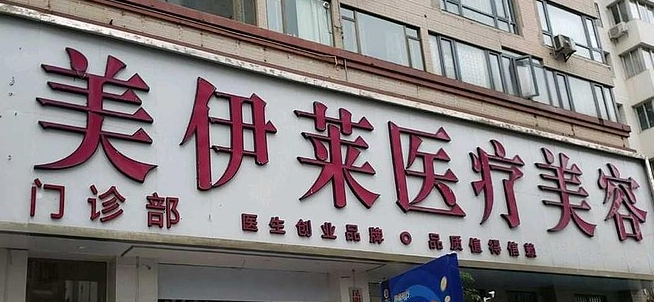 美伊莱医疗美容
门诊部
医生创业品牌 品质值得信赖